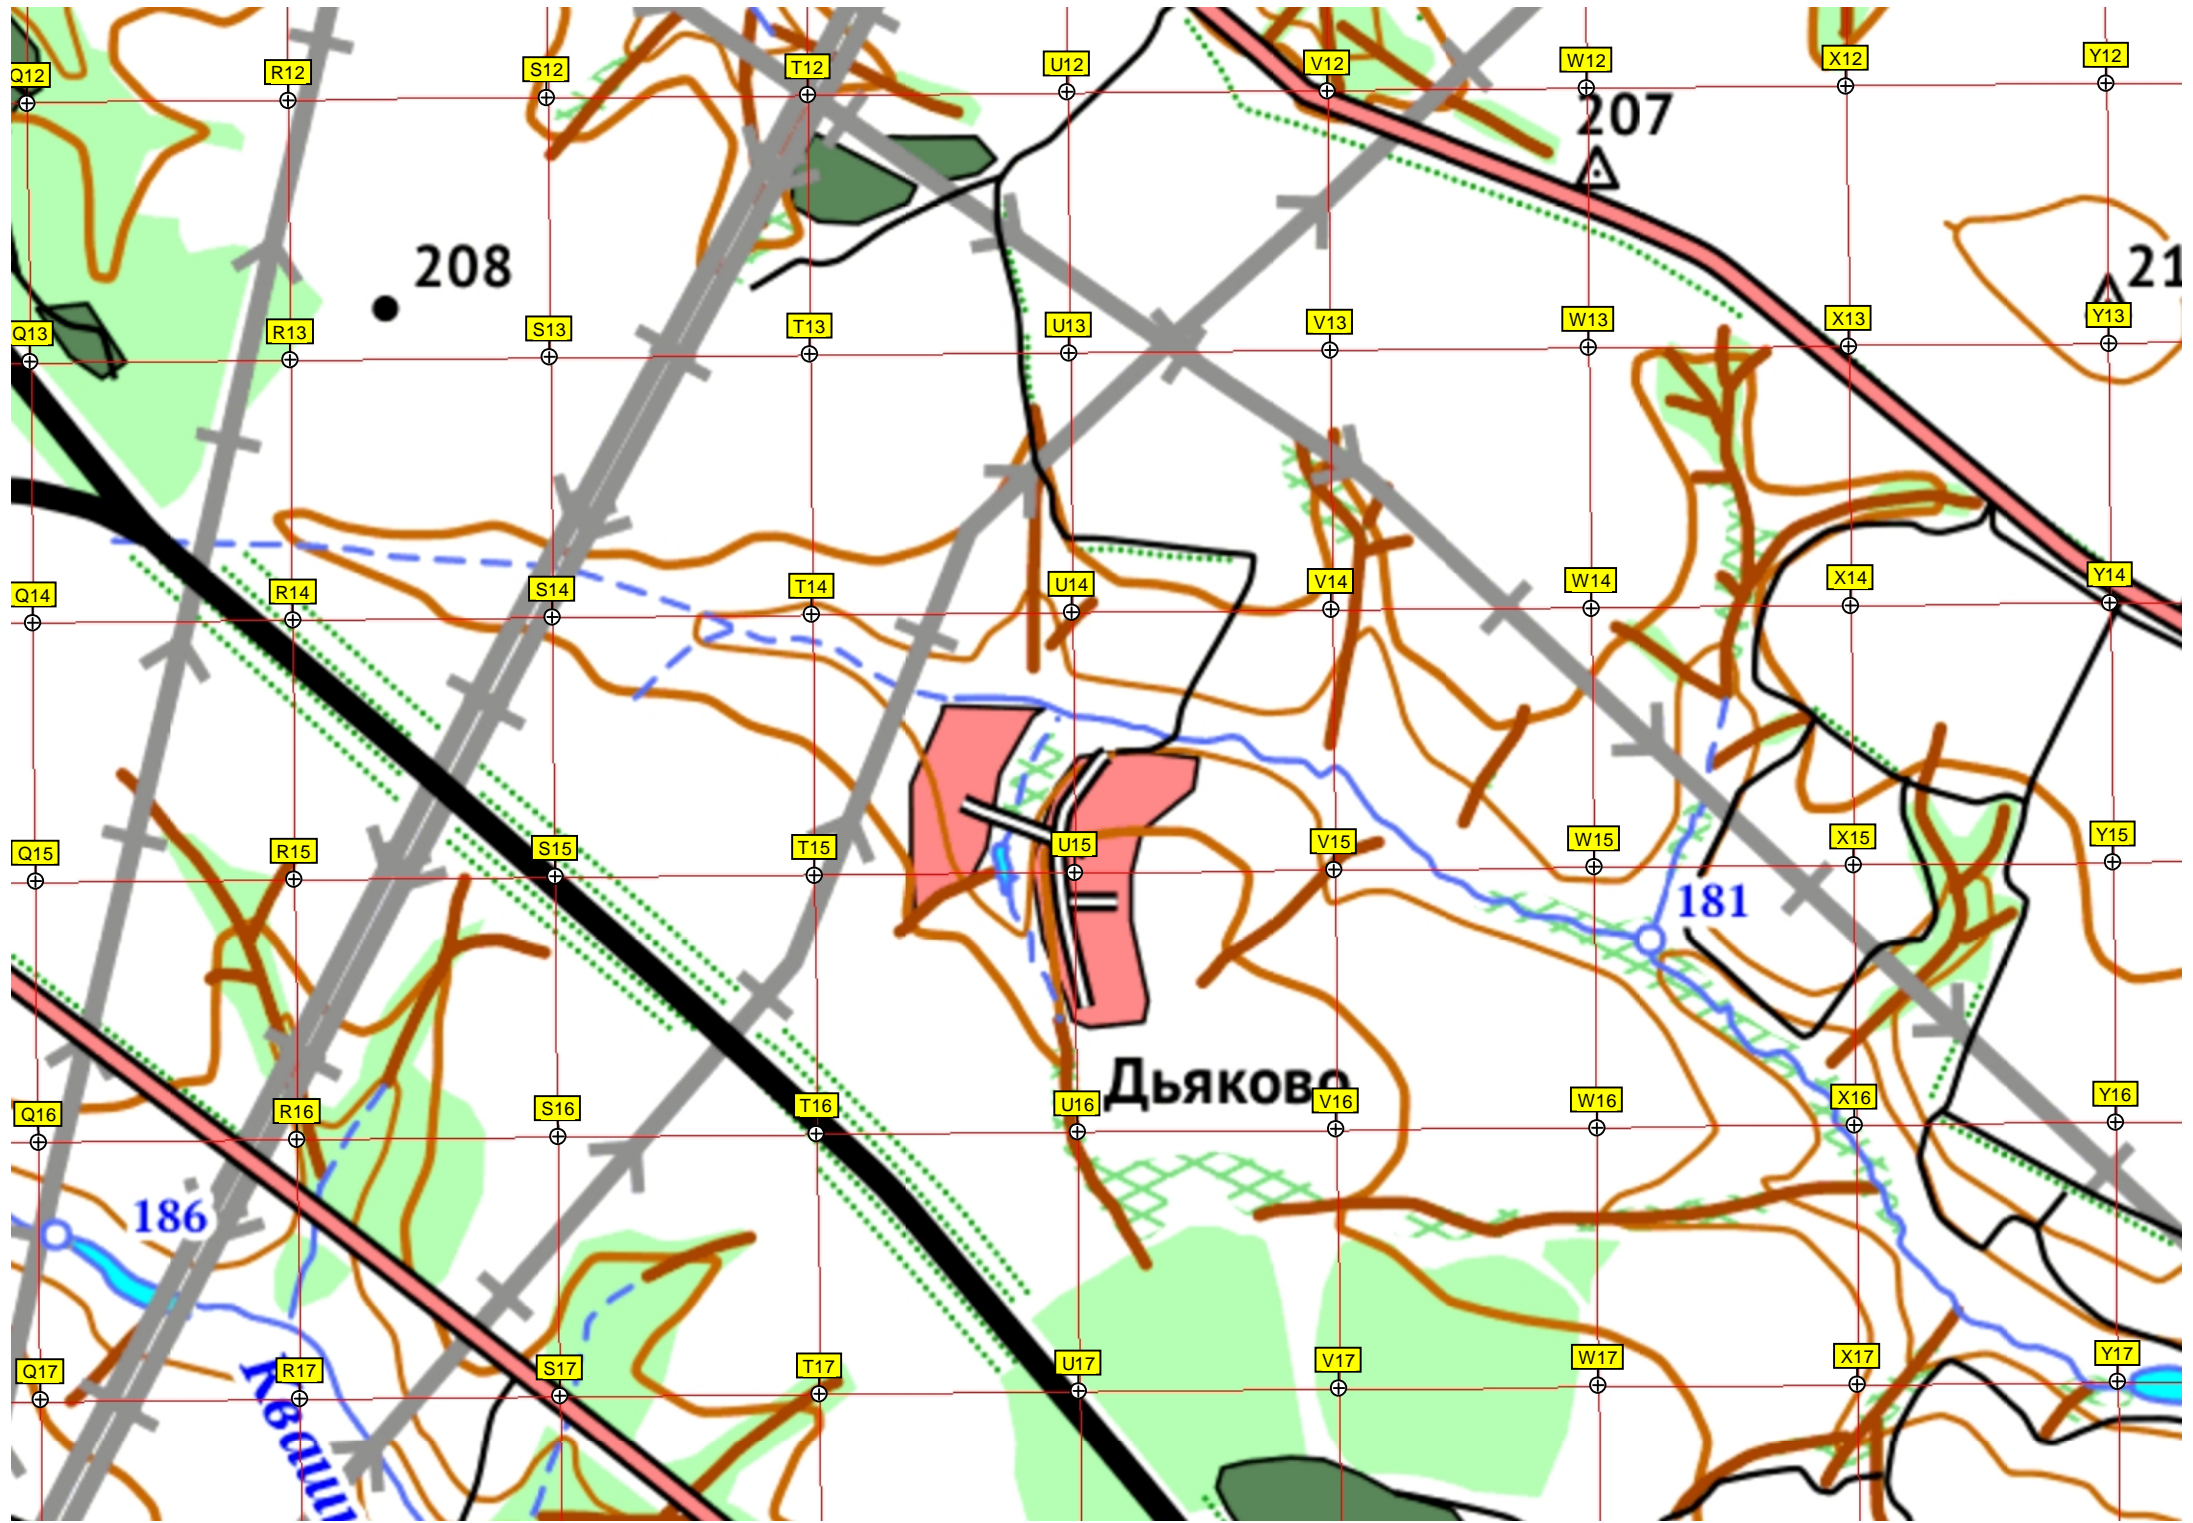 Q12 R12 S12 T12 U12 V12 W12 X12 Y12
207
208
21
Q13 R13 S13 T13 U13 V13 W13 X13 Y13
Q14 R14 S14 T14 U14 V14 W14 X14 Y14
Q15 R15 S15 T15 U15 V15 W15 X15 Y15
181
Дьяково
Q16 R16 S16 T16 U16 V16 W16 X16 Y16
186
Q17 R17 S17 T17 U17 V17 W17 X17 Y17